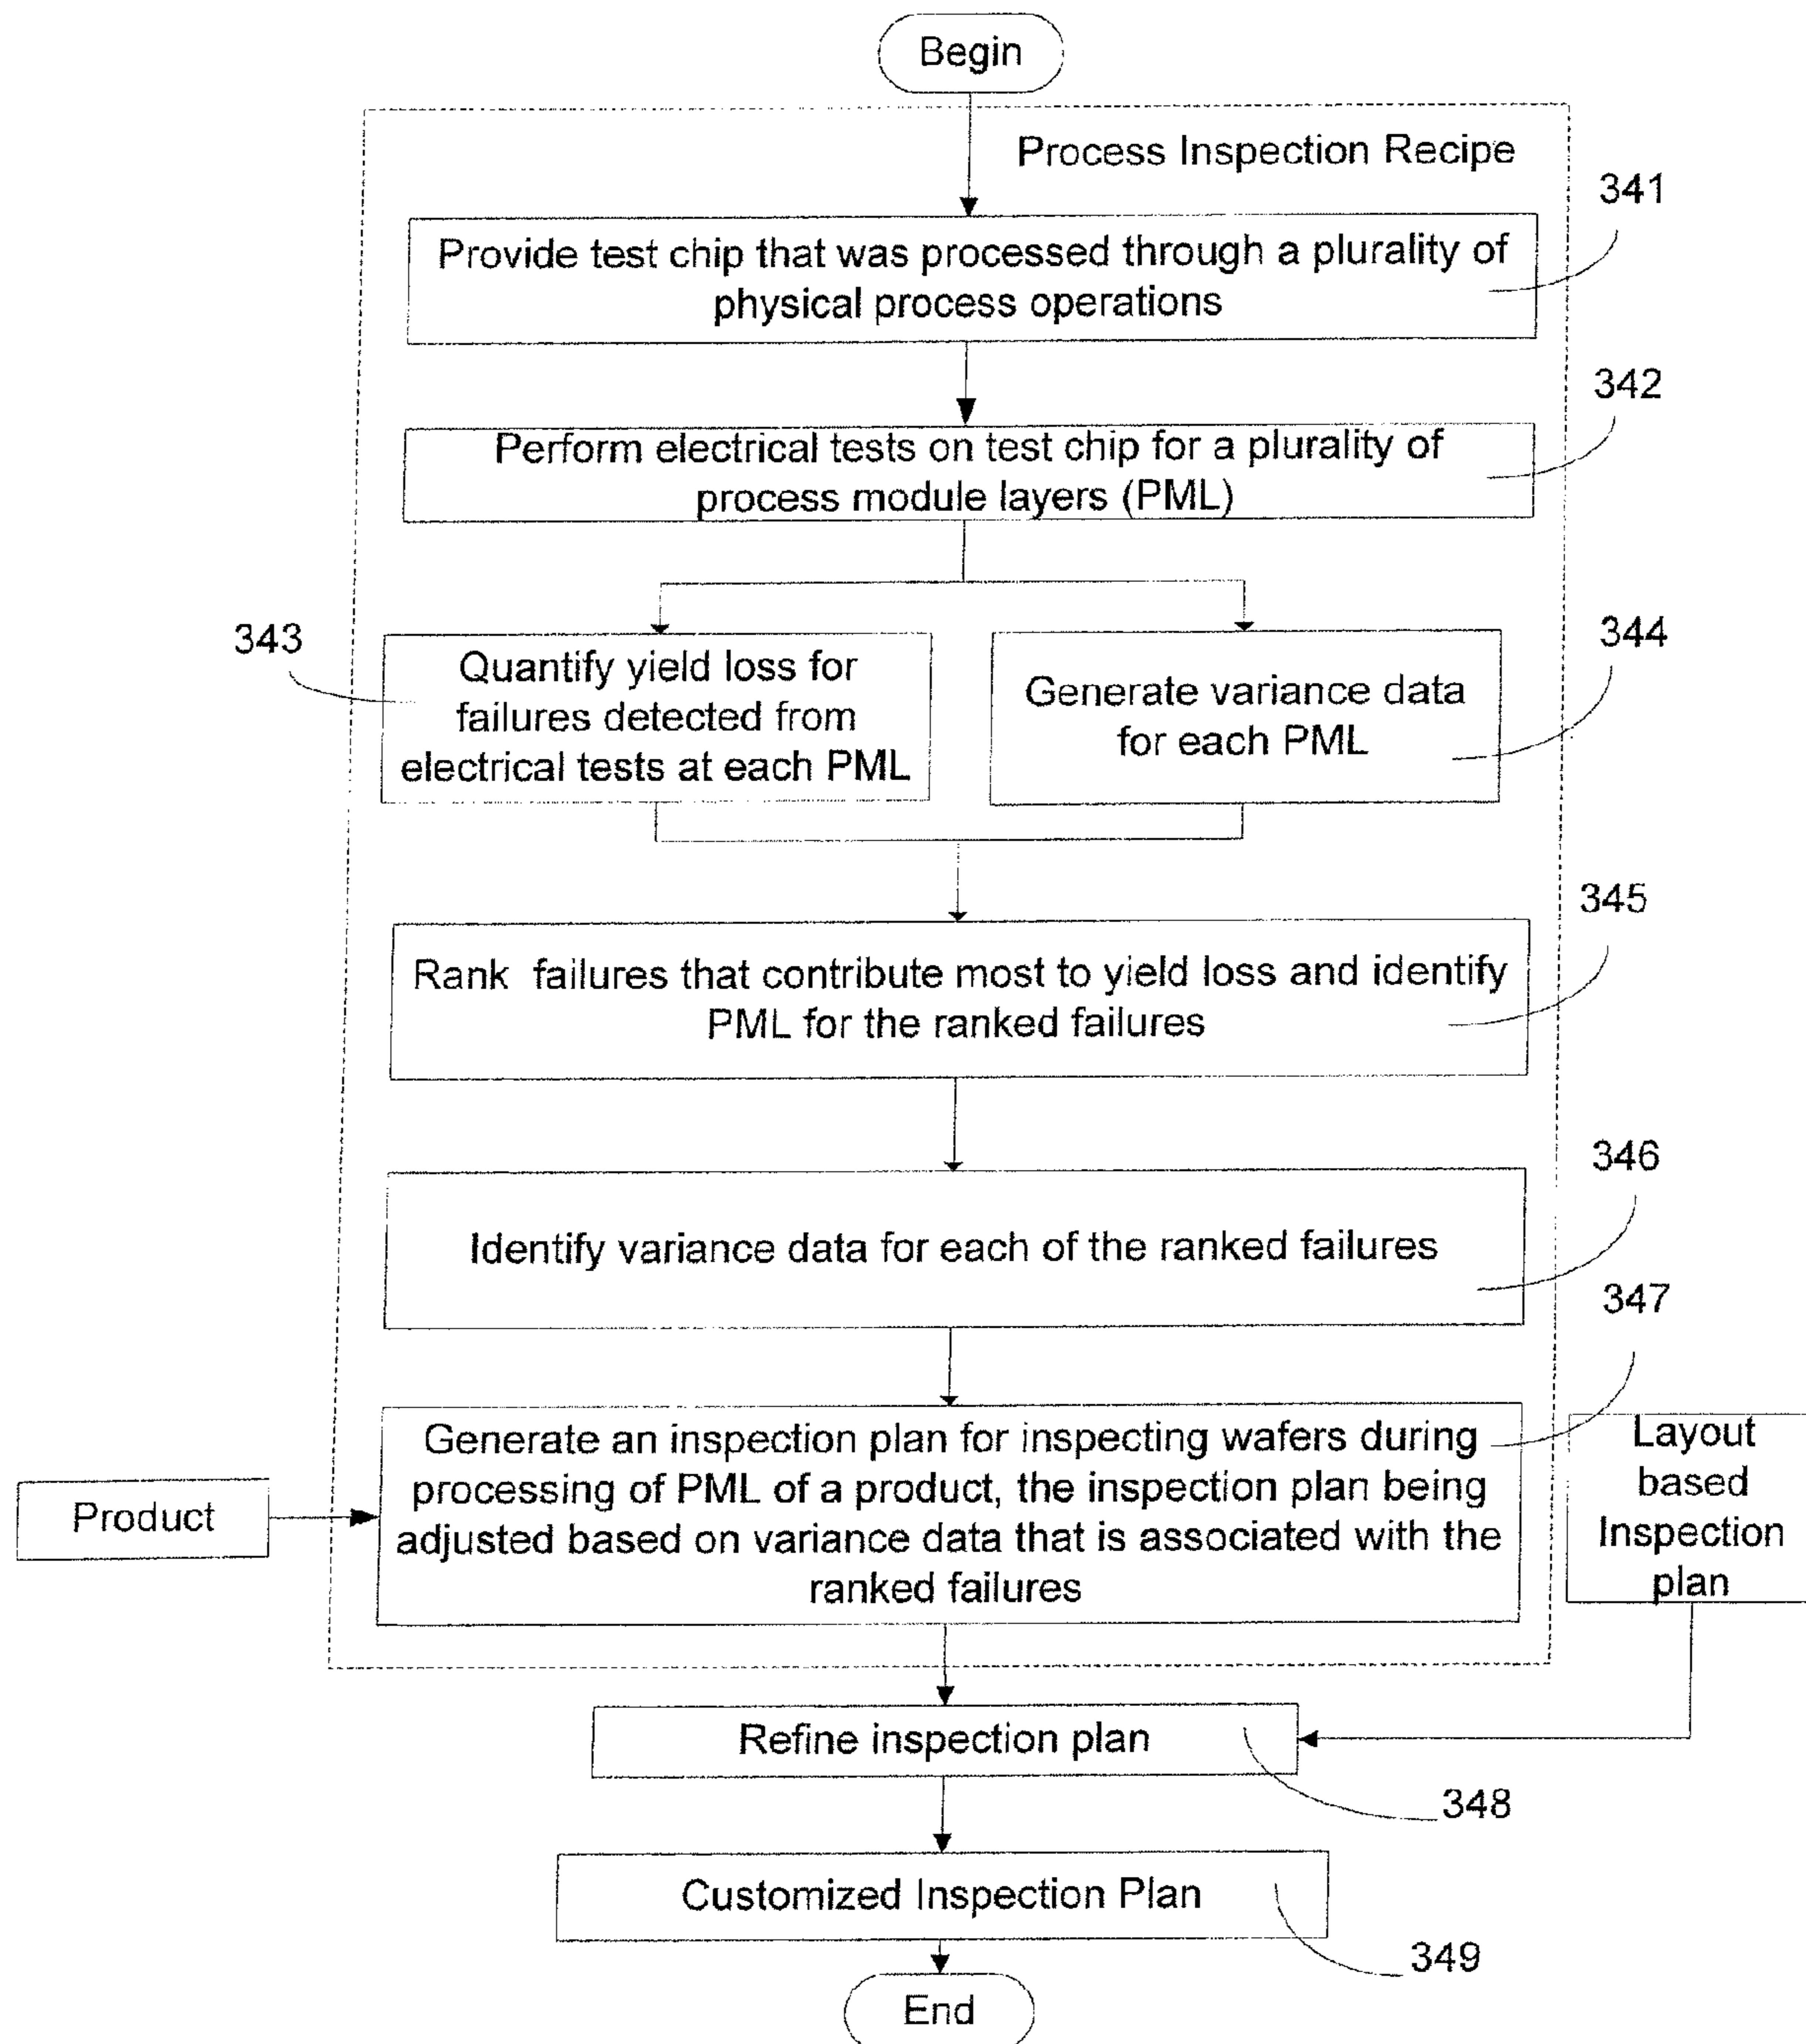 Begin
Process Inspection Recipe
341
Provide test chip that was processed through a plurality of
physical process operations
342
Perform electrical tests on test chip for a plurality of
process module layers (PML)
343
Quantify yield loss for
failures detected from
electrical tests at each PML
344
Generate variance data
for each PML
345
Rank failures that contribute most to yield loss and identify
PML for the ranked failures
346
Identify variance data for each of the ranked failures
347
Generate an inspection plan for inspecting wafers during
processing of PML of a product, the inspection plan being
adjusted based on variance data that is associated with the
ranked failures
Product
Layout
based
Inspection
plan
Refine inspection plan
348
Customized Inspection Plan
349
End